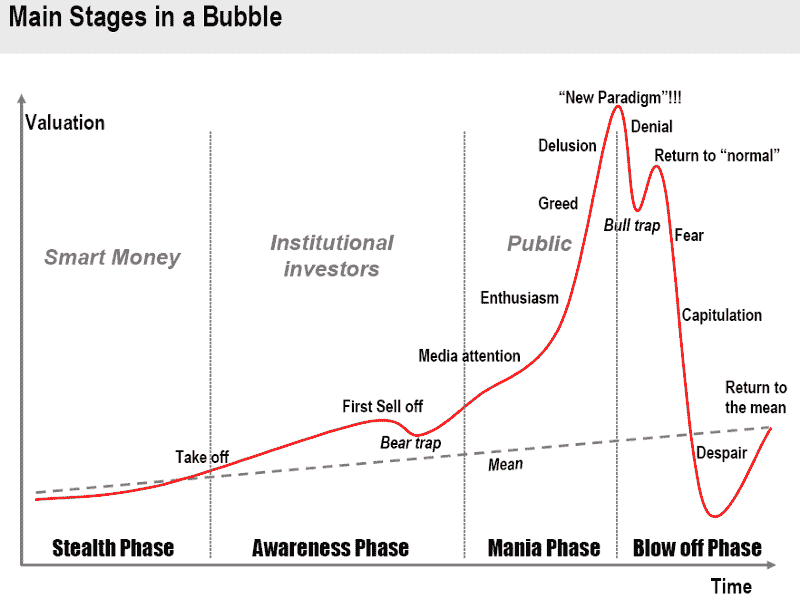 Main Stages in a Bubble
Valuation
“New Paradigm”!!!
Denial
Delusion
Return to “normal”
Greed
Bull trap
Fear
Smart Money
Institutional
investors
Public
Enthusiasm
Capitulation
Media attention
First Sell off
Bear trap
Return to
the mean
Take off
Mean
Despair
Stealth Phase
Awareness Phase
Mania Phase
Blow off Phase
Time